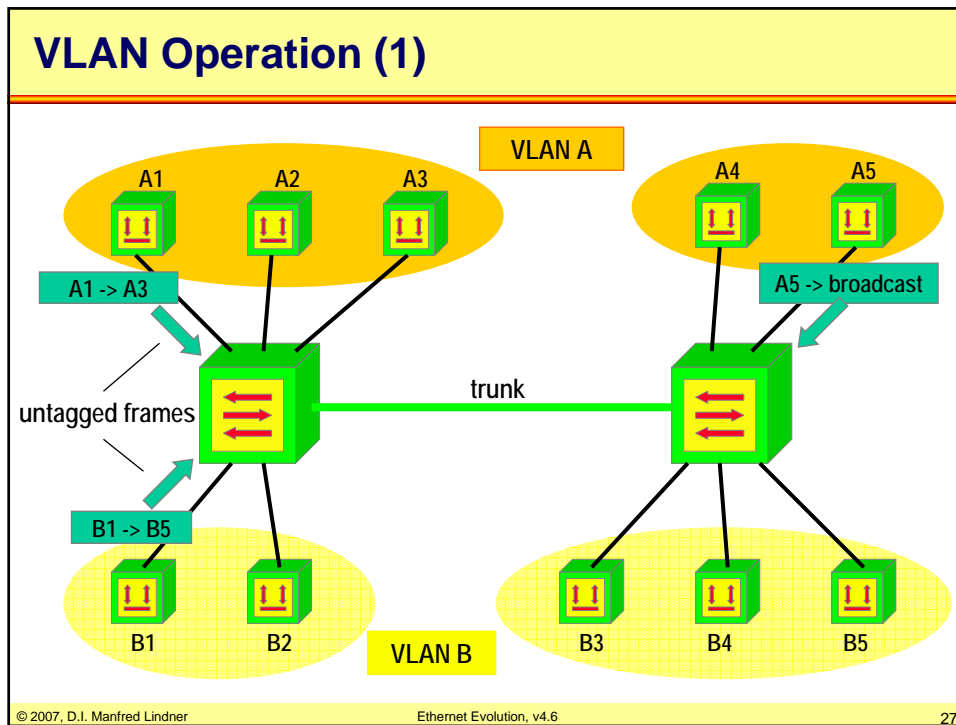 VLAN Operation (1)
VLAN A
A1
A2
A3
A4
A5
A1 -> A3
A5 -> broadcast
untagged frames
trunk
B1 -> B5
B1
B2
VLAN B
B3
B4
B5
© 2007, D.I. Manfred Lindner
Ethernet Evolution, v4.6
27